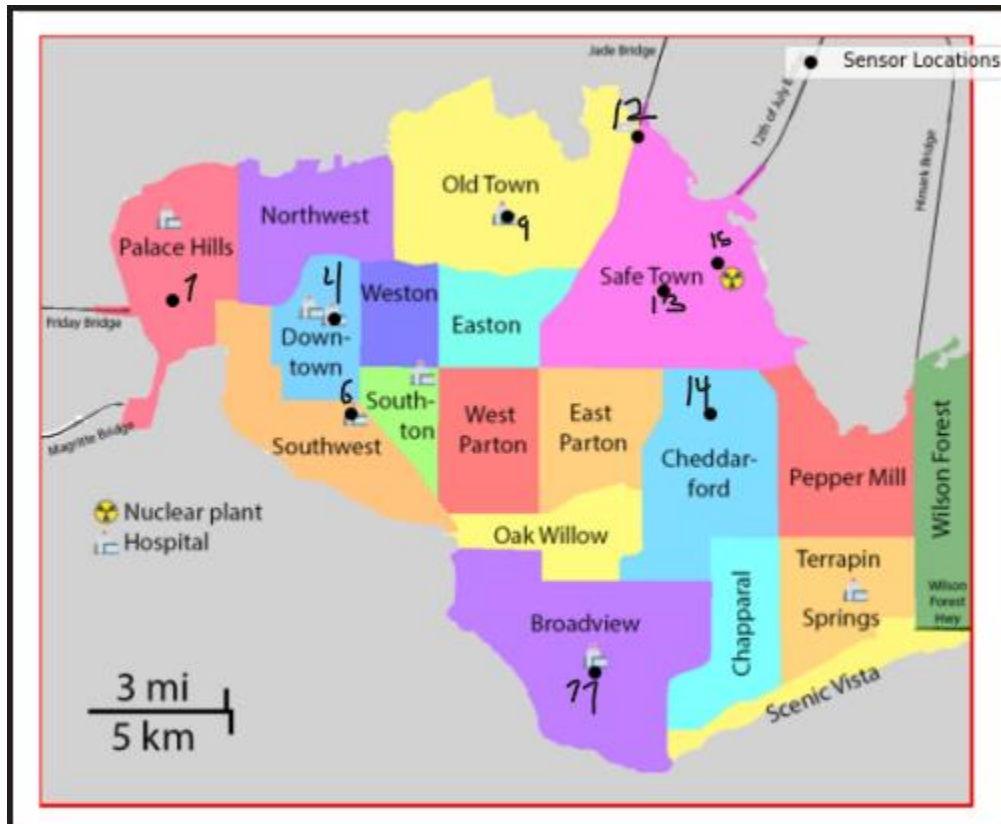 Jade Bridge
Sensor Locations
12th of July B
Himark Bridge
12
Old Town
9
Northwest
Palace Hills
1
15
Safe Town
13
4
Weston
Easton
Friday Bridge
Down-
town
6
South-
ton
West
Parton
East
Parton
14
Magritte Bridge
Southwest
Cheddar-
ford
Pepper Mill
Wilson Forest
Nuclear plant
Hospital
Oak Willow
Terrapin
Springs
Wilson
Forest
Hwy
Chapparal
Broadview
11
Scenic Vista
3 mi
5 km